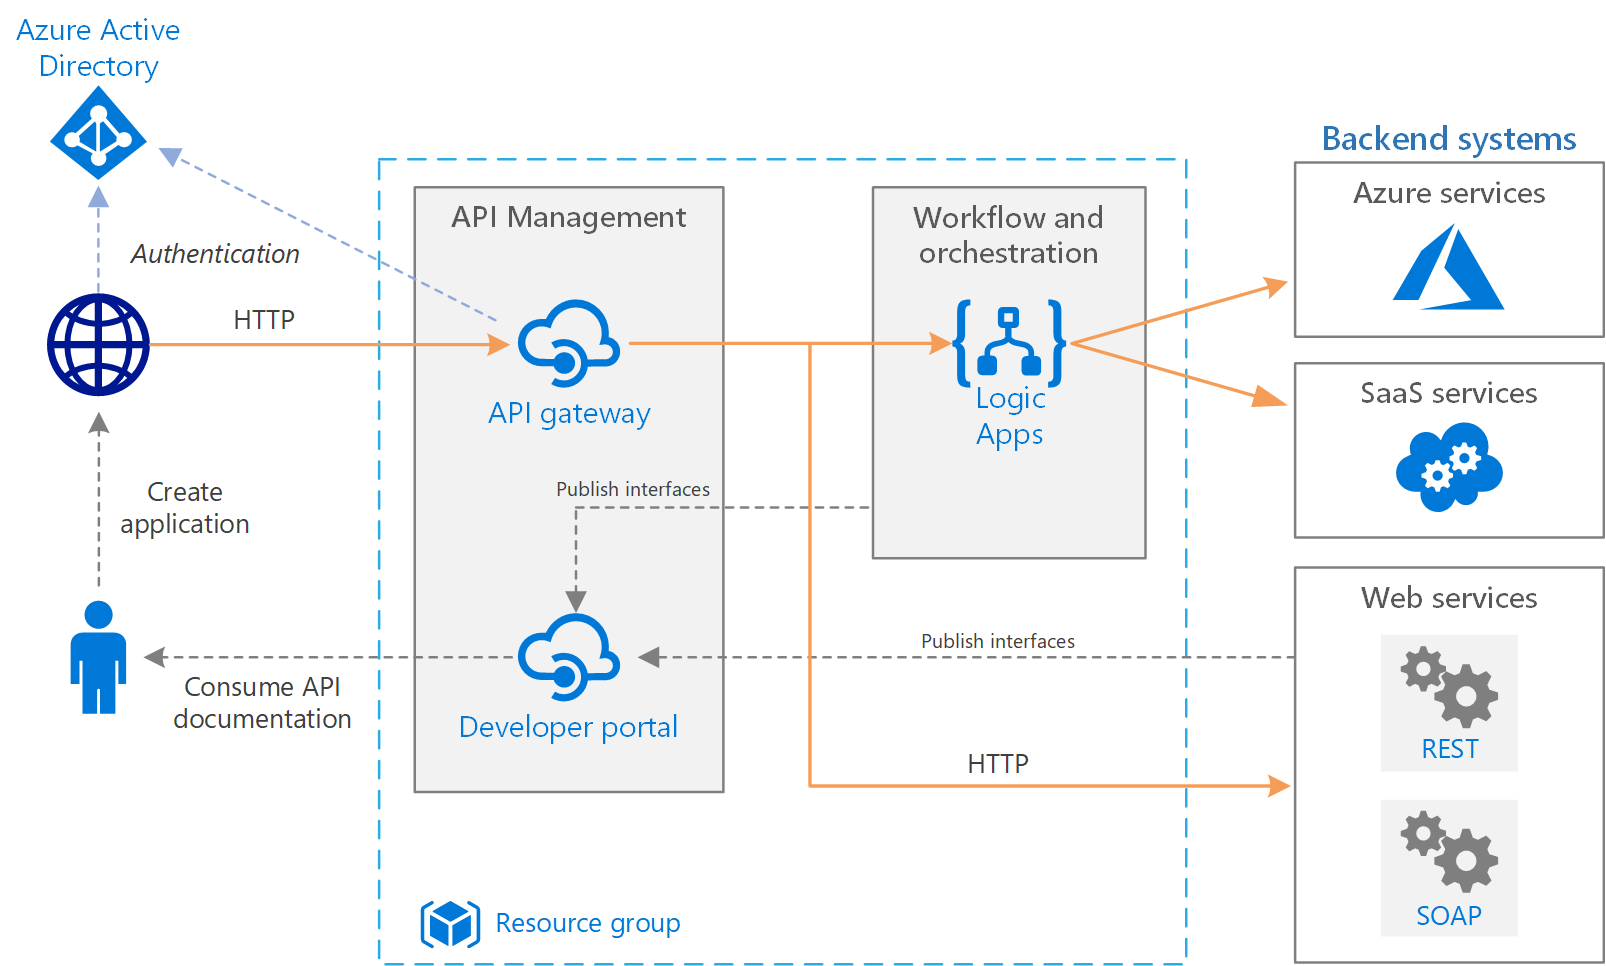 Azure Active
Directory
Authentication
HTTP
Create
application
Consume API
documentation
API Management
API gateway
Publish interfaces
Developer portal
Resource group
Workflow and
orchestration
Logic
Apps
Publish interfaces
HTTP
Backend systems
Azure services
SaaS services
Web services
REST
SOAP